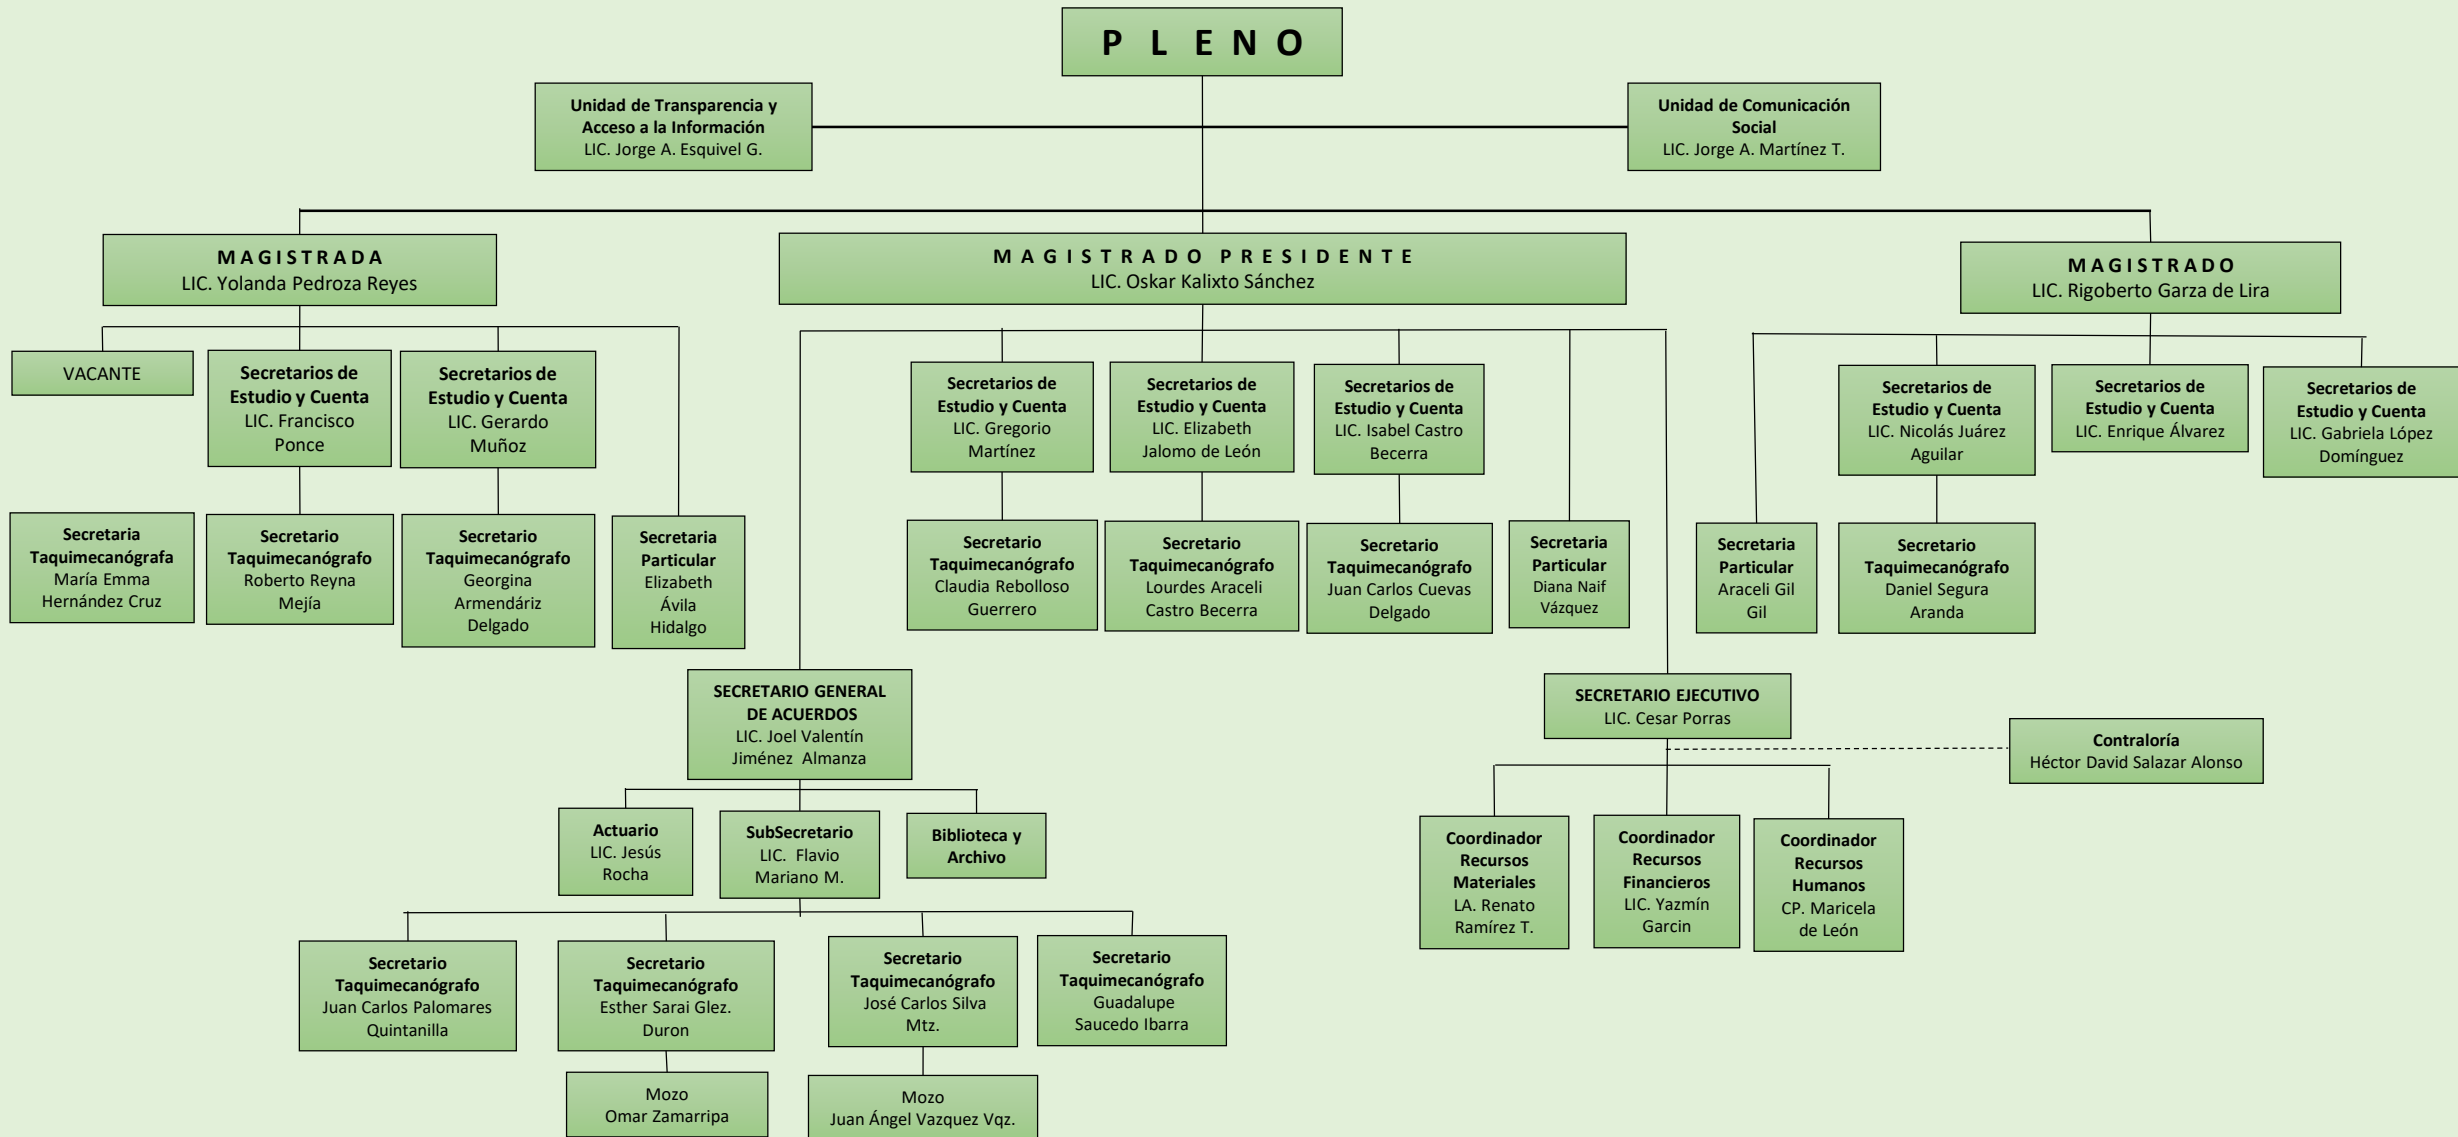 P L E N O
Unidad de Transparencia y
Acceso a la Información
LIC. Jorge A. Esquivel G.
Unidad de Comunicación
Social
LIC. Jorge A. Martínez T.
MAGISTRADA
LIC. Yolanda Pedroza Reyes
MAGISTRADO PRESIDENTE
LIC. Oskar Kalixto Sánchez
MAGISTRADO
LIC. Rigoberto Garza de Lira
VACANTE
Secretarios de
Estudio y Cuenta
LIC. Francisco
Ponce
Secretarios de
Estudio y Cuenta
LIC. Gerardo
Muñoz
Secretarios de
Estudio y Cuenta
LIC. Gregorio
Martínez
Secretarios de
Estudio y Cuenta
LIC. Elizabeth
Jalomo de León
Secretarios de
Estudio y Cuenta
LIC. Isabel Castro
Becerra
Secretarios de
Estudio y Cuenta
LIC. Nicolás Juárez
Aguilar
Secretarios de
Estudio y Cuenta
LIC. Enrique Álvarez
Secretarios de
Estudio y Cuenta
LIC. Gabriela López
Domínguez
Secretaria
Taquimecanógrafa
María Emma
Hernández Cruz
Secretario
Taquimecanógrafo
Roberto Reyna
Mejía
Secretario
Taquimecanógrafo
Georgina
Armendáriz
Delgado
Secretaria
Particular
Elizabeth
Ávila
Hidalgo
Secretario
Taquimecanógrafo
Claudia Rebolloso
Guerrero
Secretario
Taquimecanógrafo
Lourdes Araceli
Castro Becerra
Secretario
Taquimecanógrafo
Juan Carlos Cuevas
Delgado
Secretaria
Particular
Diana Naif
Vázquez
Secretaria
Particular
Araceli Gil
Gil
Secretario
Taquimecanógrafo
Daniel Segura
Aranda
SECRETARIO GENERAL
DE ACUERDOS
LIC. Joel Valentín
Jiménez Almanza
SECRETARIO EJECUTIVO
LIC. Cesar Porras
Contraloría
Héctor David Salazar Alonso
Actuario
LIC. Jesús
Rocha
SubSecretario
LIC. Flavio
Mariano M.
Biblioteca y
Archivo
Coordinador
Recursos
Materiales
LA. Renato
Ramírez T.
Coordinador
Recursos
Financieros
LIC. Yazmín
Garcin
Coordinador
Recursos
Humanos
CP. Maricela
de León
Secretario
Taquimecanógrafo
Juan Carlos Palomares
Quintanilla
Secretario
Taquimecanógrafo
Esther Sarai Glez.
Duron
Secretario
Taquimecanógrafo
José Carlos Silva
Mtz.
Secretario
Taquimecanógrafo
Guadalupe
Saucedo Ibarra
Mozo
Omar Zamarripa
Mozo
Juan Ángel Vazquez Vqz.